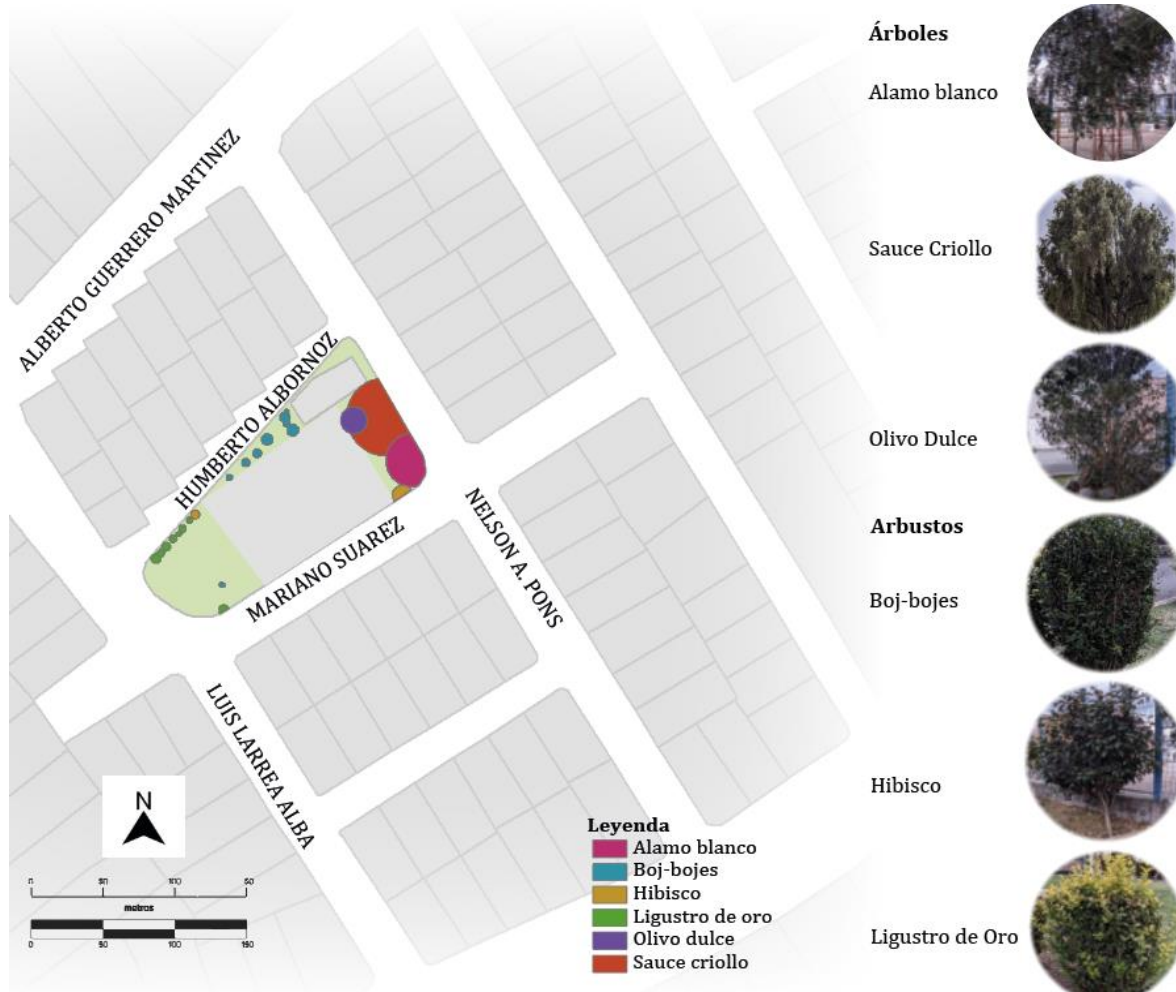 ALBERTO GUERRERO MARTINEZ
HUMBERTO ALBORNOZ
MARIANO SUAREZ
NELSON A. PONS
LUIS LARREA ALBA
N
metros
0 50 100 150
Leyenda
Alamo blanco
Boj-bojes
Hibisco
Ligustro de oro
Olivo dulce
Sauce criollo
Árboles
Alamo blanco
Sauce Criollo
Olivo Dulce
Arbustos
Boj-bojes
Hibisco
Ligustro de Oro